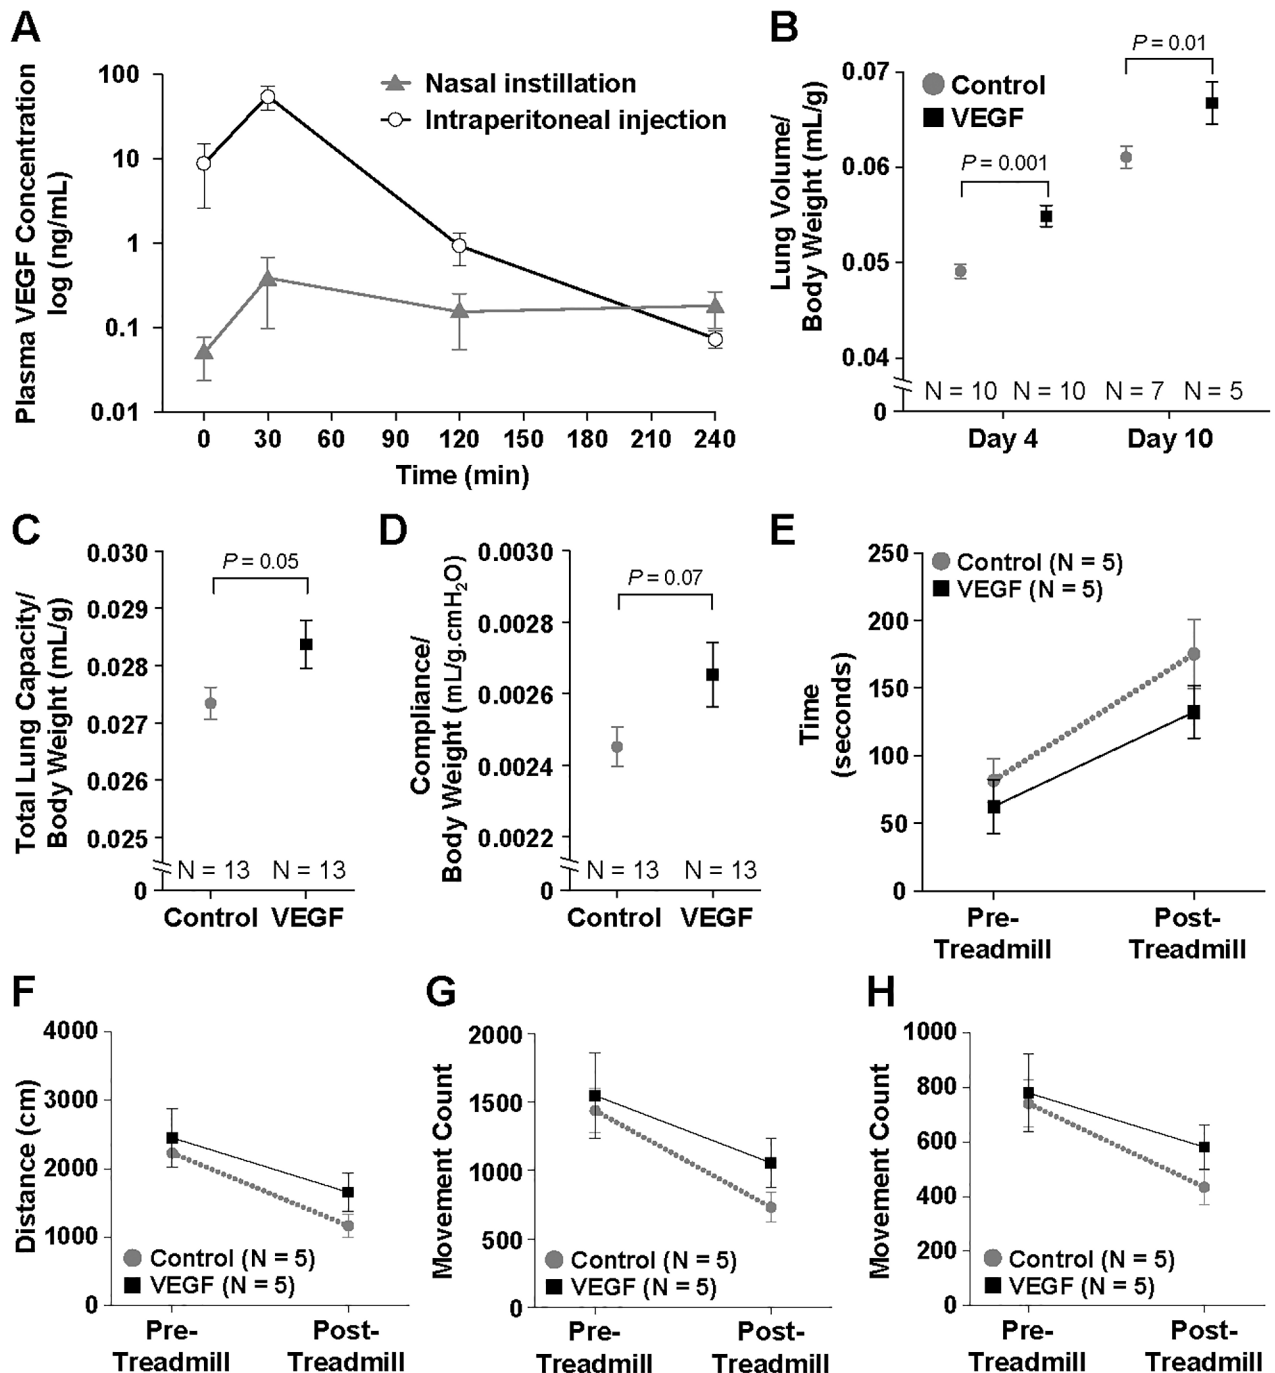 A
Plasma VEGF Concentration
log (ng/mL)
100
10
1
0.1
0.01
Nasal instillation
Intraperitoneal injection
0 30 60 90 120 150 180 210 240
Time (min)
B
Lung Volume/
Body Weight (mL/g)
0.07
0.06
0.05
0.04
0
Control
VEGF
P = 0.001
P = 0.01
N = 10 N = 10 N = 7 N = 5
Day 4 Day 10
C
Total Lung Capacity/
Body Weight (mL/g)
0.030
0.029
0.028
0.027
0.026
0.025
0
P = 0.05
N = 13 N = 13
Control VEGF
D
Compliance/
Body Weight (mL/g.cmH₂O)
0.0030
0.0028
0.0026
0.0024
0.0022
0
P = 0.07
N = 13 N = 13
Control VEGF
E
Time
(seconds)
250
200
150
100
50
0
Control (N = 5)
VEGF (N = 5)
Pre- Post-
Treadmill Treadmill
F
Distance (cm)
4000
3000
2000
1000
0
Control (N = 5)
VEGF (N = 5)
Pre- Post-
Treadmill Treadmill
G
Movement Count
2000
1500
1000
500
0
Control (N = 5)
VEGF (N = 5)
Pre- Post-
Treadmill Treadmill
H
Movement Count
1000
800
600
400
200
0
Control (N = 5)
VEGF (N = 5)
Pre- Post-
Treadmill Treadmill